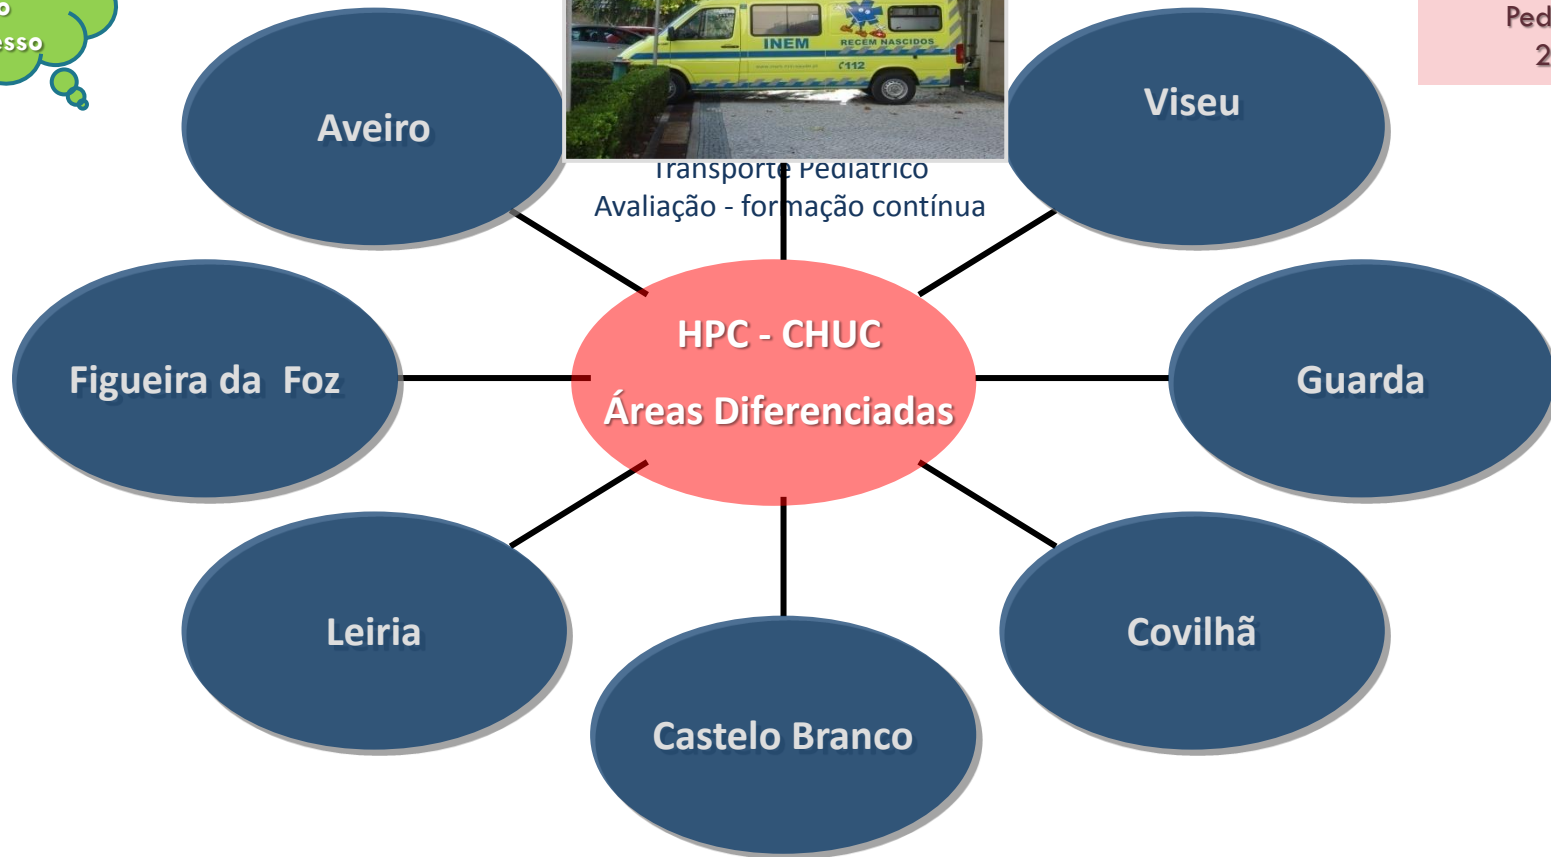 INEM
RECEM NASCIDOS
112
Aveiro
Viseu
Transporte Pediátrico
Avaliação - formação contínua
HPC - CHUC
Áreas Diferenciadas
Figueira da Foz
Guarda
Leiria
Covilhã
Castelo Branco